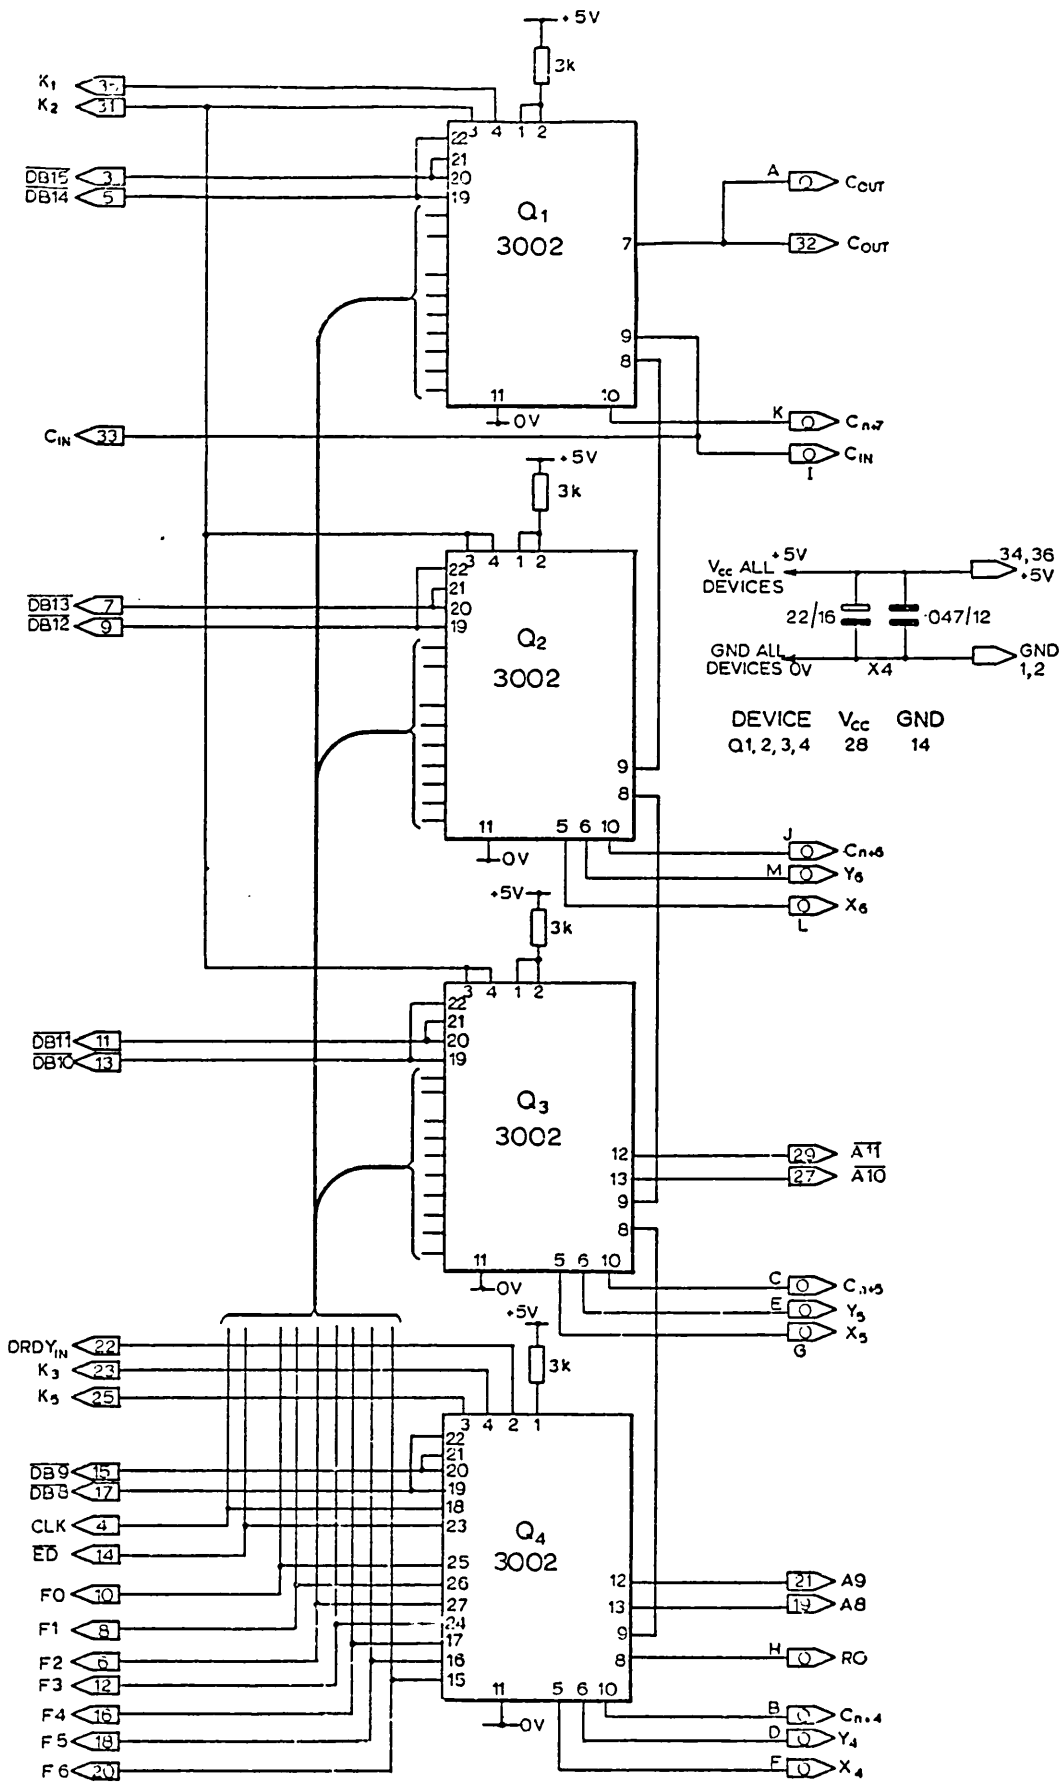 +5V
3k
K1 35
K2 31
3 4 1 2
22
21
DB15 3 20
DB14 5 19
Q1
3002
A O COUT
7 32 COUT
9
8
11 10
0V
K O Cn+7
CIN 33
O CIN
I
+5V
3k
3 4 1 2
22
21
DB13 7 20
DB12 9 19
Q2
3002
VCC ALL DEVICES +5V
34,36 +5V
22/16 ·047/12
GND ALL DEVICES 0V X4
GND 1,2
DEVICE VCC GND
Q1,2,3,4 28 14
9
8
11 5 6 10
0V
J O Cn+6
M O Y6
O X6
L
+5V
3k
3 4 1 2
22
21
DB11 11 20
DB10 13 19
Q3
3002
12 29 A11
13 27 A10
9
8
11 5 6 10
0V
C O Cn+5
E O Y5
O X5
G
+5V
3k
DRDYIN 22
K3 23
K5 25
3 4 2 1
22
21
DB9 15 20
DB8 17 19
CLK 4 18
ED 14 23
Q4
3002
F0 10 25
F1 8 26
F2 6 27
F3 12 24
F4 16 17
F5 18 16
F6 20 15
12 21 A9
13 19 A8
9
8 H O RO
11 5 6 10
0V
B O Cn+4
D O Y4
F O X4